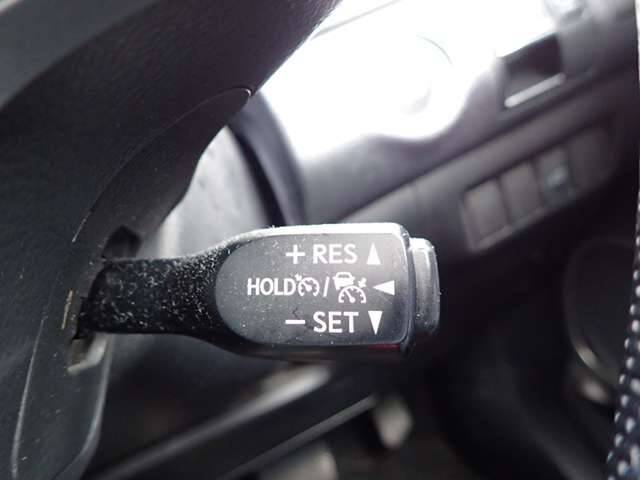 + RES ▲
HOLD / ◀
− SET ▼